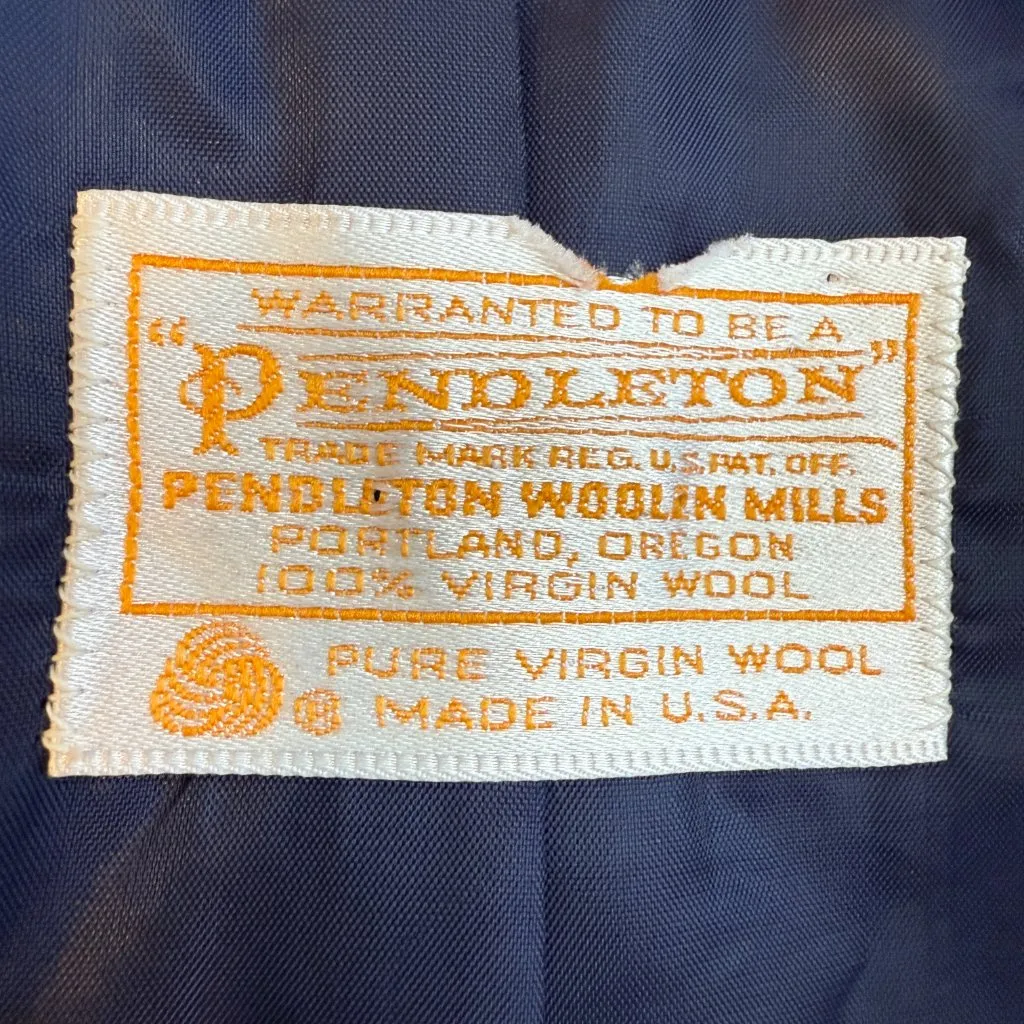 WARRANTED TO BE A
"PENDLETON"
TRADE MARK REG. U.S. PAT. OFF.
PENDLETON WOOLEN MILLS
PORTLAND, OREGON
100% VIRGIN WOOL
PURE VIRGIN WOOL
® MADE IN U.S.A.